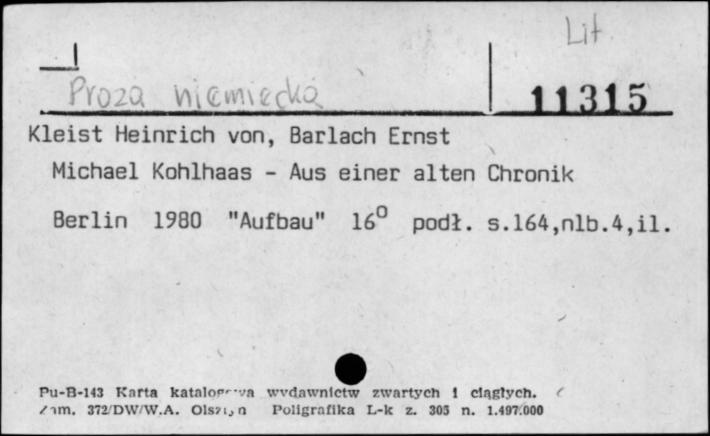 Lit
Proza niemiecka
11315
Kleist Heinrich von, Barlach Ernst
Michael Kohlhaas - Aus einer alten Chronik
Berlin 1980 "Aufbau" 16⁰ podł. s.164,nlb.4,il.
Pu-B-143 Karta katalogowa wydawnictw zwartych i ciągłych.
Zam. 372/DW/W.A. Olsztyn Poligrafika L-k z. 305 n. 1.497.000